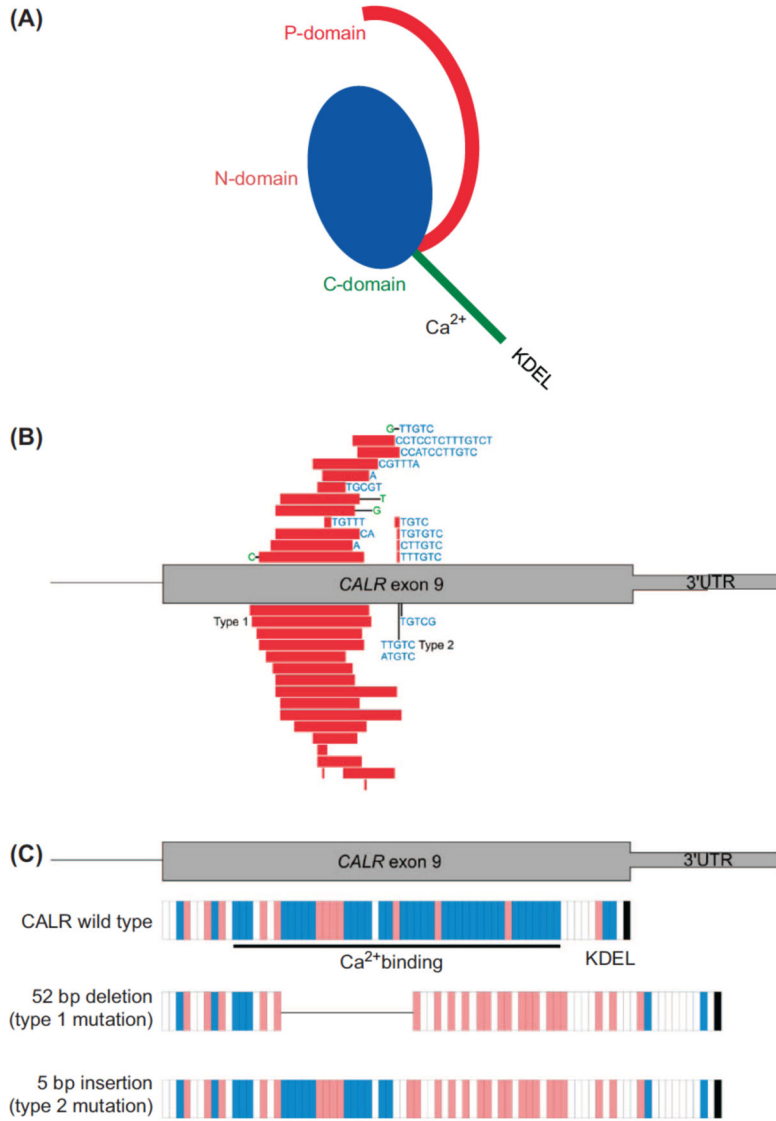 (A)
P-domain
N-domain
C-domain
Ca2+
KDEL
(B)
G TTGTC
CCTCCTCTTTGTCT
CCATCCTTGTC
CGTTTA
A
TGCGT
T
G
TGTTT TGTC
CA TGTGTC
A CTTGTC
C TTTGTC
CALR exon 9 3'UTR
Type 1 TGTCG
TTGTC Type 2
ATGTC
(C)
CALR exon 9 3'UTR
CALR wild type
Ca2+binding KDEL
52 bp deletion
(type 1 mutation)
5 bp insertion
(type 2 mutation)